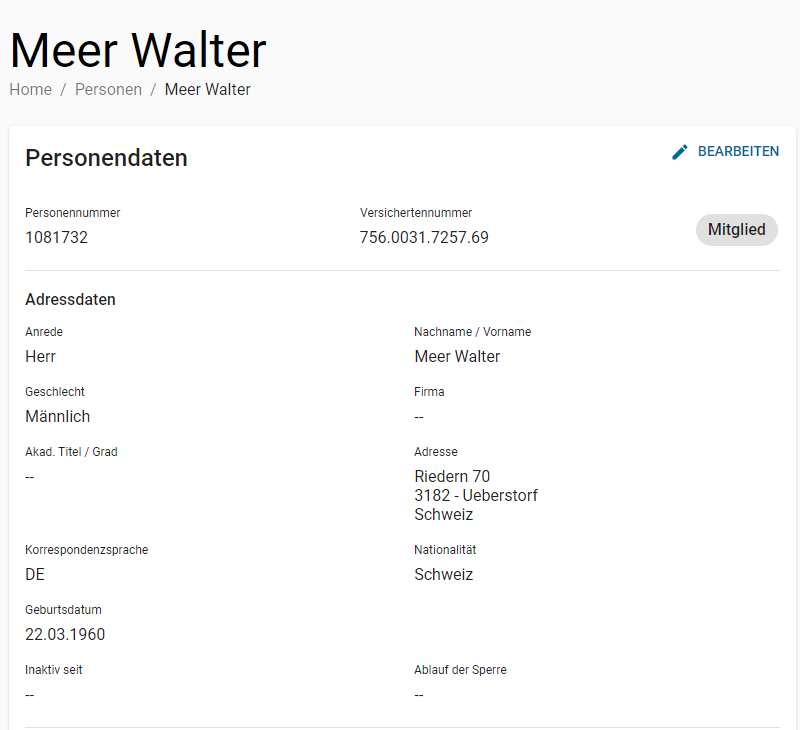 Meer Walter
Home / Personen / Meer Walter
Personendaten
BEARBEITEN
Personennummer
Versichertennummer
1081732
756.0031.7257.69
Mitglied
Adressdaten
Anrede
Nachname / Vorname
Herr
Meer Walter
Geschlecht
Firma
Männlich
--
Akad. Titel / Grad
Adresse
--
Riedern 70
3182 - Ueberstorf
Schweiz
Korrespondenzsprache
Nationalität
DE
Schweiz
Geburtsdatum
22.03.1960
Inaktiv seit
Ablauf der Sperre
--
--